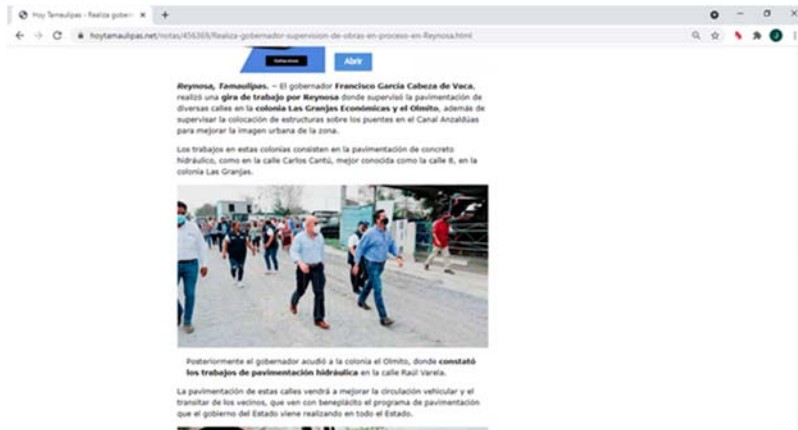 Hoy Tamaulipas - Realiza gobern
hoytamaulipas.net/notas/456369/Realiza-gobernador-supervision-de-obras-en-proceso-en-Reynosa.html
Abrir
Reynosa, Tamaulipas. - El gobernador Francisco García Cabeza de Vaca,
realizó una gira de trabajo por Reynosa donde supervisó la pavimentación de
diversas calles en la colonia Las Granjas Económicas y el Olmito, además de
supervisar la colocación de estructuras sobre los puentes en el Canal Anzaldúas
para mejorar la imagen urbana de la zona.
Los trabajos en estas colonias consisten en la pavimentación de concreto
hidráulico, como en la calle Carlos Cantú, mejor conocida como la calle 8, en la
colonia Las Granjas.
Posteriormente el gobernador acudió a la colonia el Olmito, donde constató
los trabajos de pavimentación hidráulica en la calle Raúl Varela.
La pavimentación de estas calles vendrá a mejorar la circulación vehicular y el
transitar de los vecinos, que ven con beneplácito el programa de pavimentación
que el gobierno del Estado viene realizando en todo el Estado.